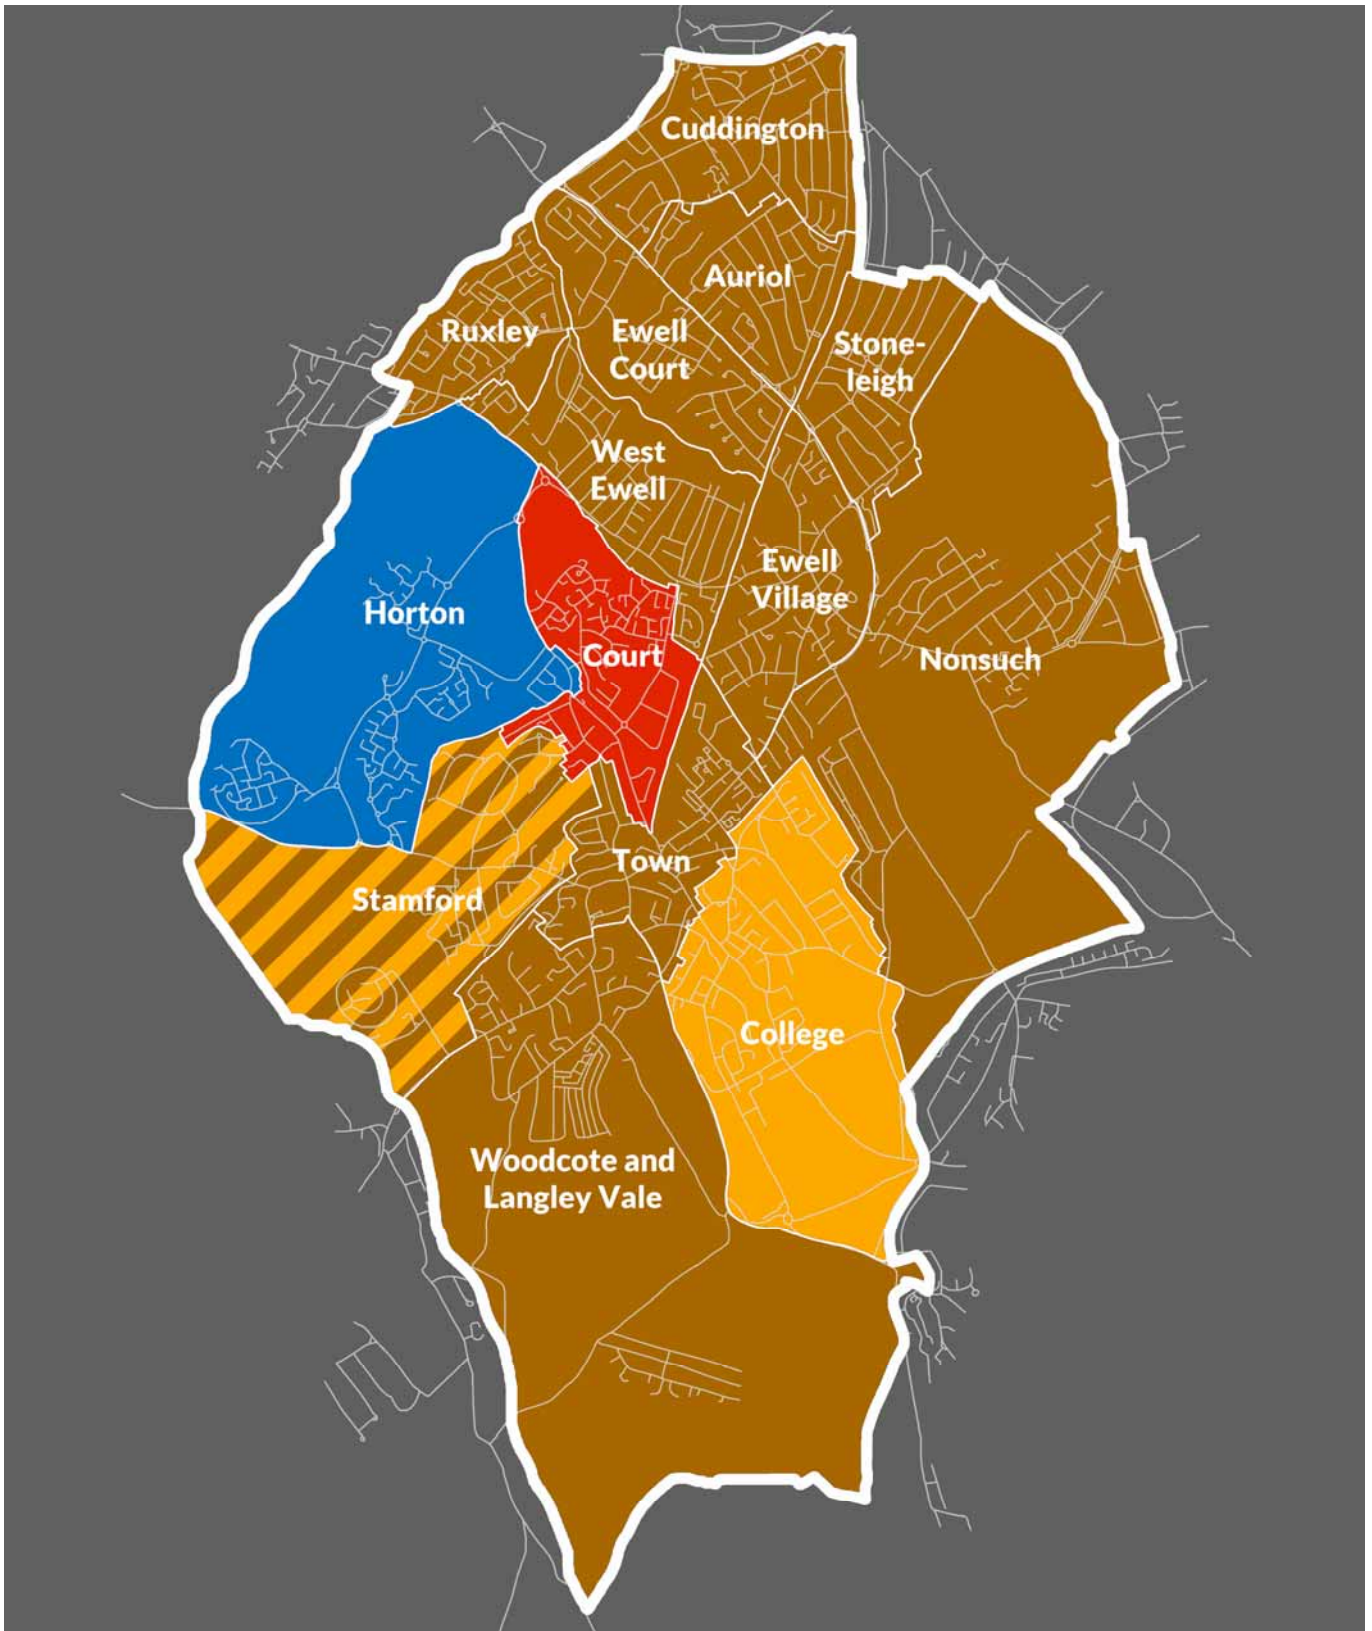 Cuddington
Auriol
Ruxley
Ewell
Court
Stone-
leigh
West
Ewell
Ewell
Village
Horton
Court
Nonsuch
Town
Stamford
College
Woodcote and
Langley Vale